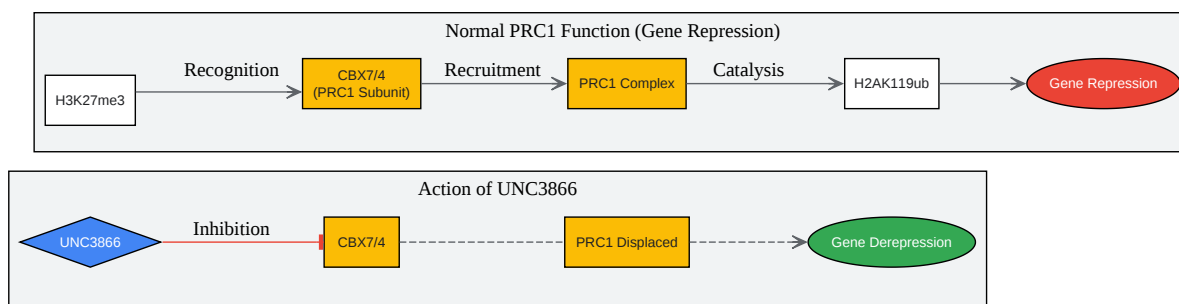 Normal PRC1 Function (Gene Repression)
Recognition
Recruitment
Catalysis
H3K27me3
CBX7/4
(PRC1 Subunit)
PRC1 Complex
H2AK119ub
Gene Repression
Action of UNC3866
Inhibition
UNC3866
CBX7/4
PRC1 Displaced
Gene Derepression